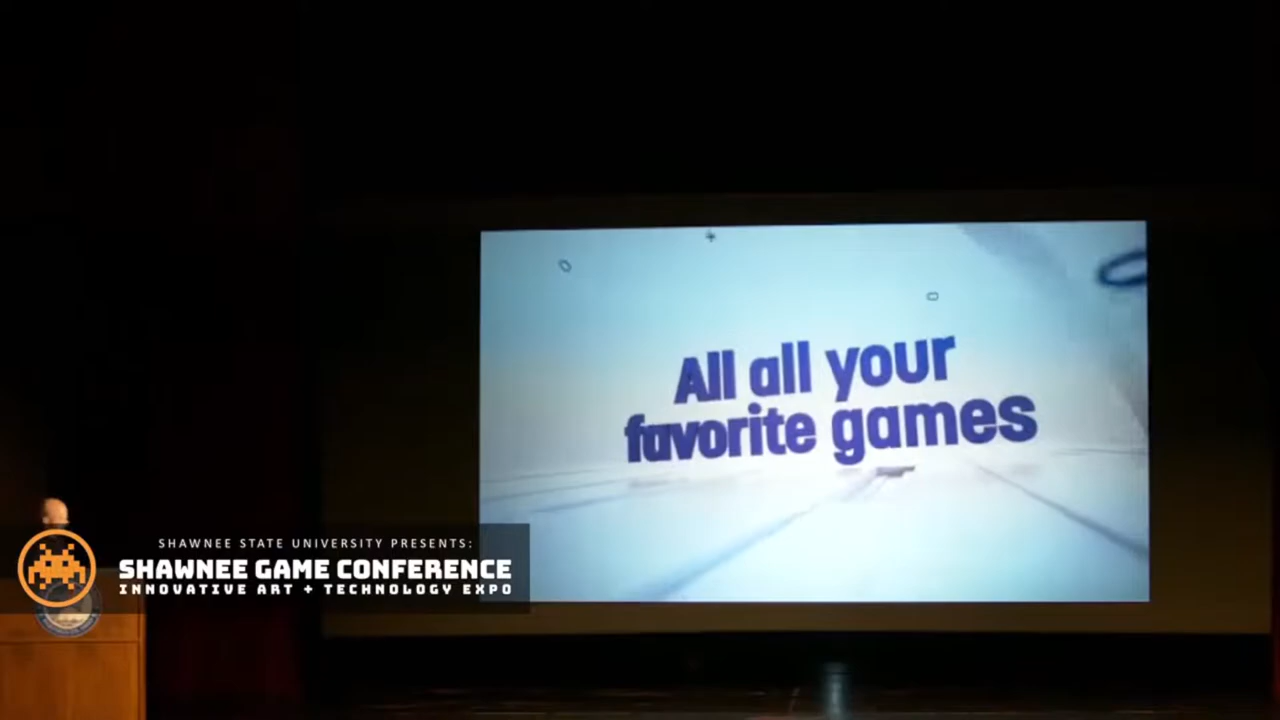 All all your
favorite games
SHAWNEE STATE UNIVERSITY PRESENTS:
SHAWNEE GAME CONFERENCE
INNOVATIVE ART + TECHNOLOGY EXPO